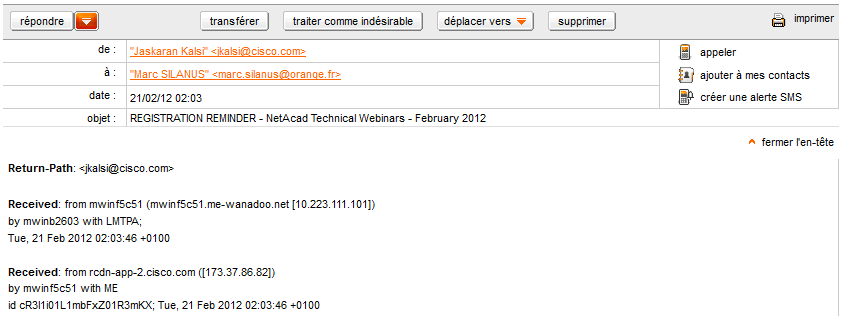 répondre transférer traiter comme indésirable déplacer vers supprimer imprimer
de : "Jaskaran Kalsi" <jkalsi@cisco.com>
à : "Marc SILANUS" <marc.silanus@orange.fr>
date : 21/02/12 02:03
objet : REGISTRATION REMINDER - NetAcad Technical Webinars - February 2012
appeler
ajouter à mes contacts
créer une alerte SMS
fermer l'en-tête
Return-Path: <jkalsi@cisco.com>
Received: from mwinf5c51 (mwinf5c51.me-wanadoo.net [10.223.111.101])
by mwinb2603 with LMTPA;
Tue, 21 Feb 2012 02:03:46 +0100
Received: from rcdn-app-2.cisco.com ([173.37.86.82])
by mwinf5c51 with ME
id cR3l1i01L1mbFxZ01R3mKX; Tue, 21 Feb 2012 02:03:46 +0100